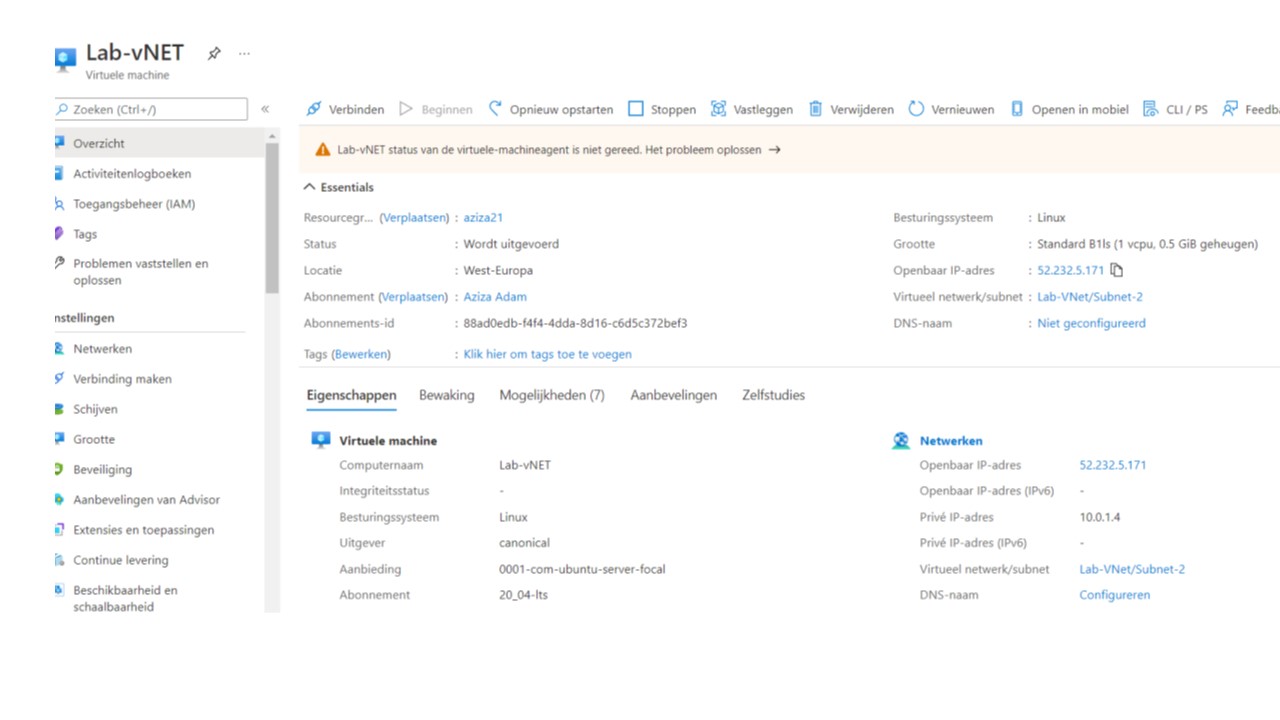 Lab-vNET
Virtuele machine
Zoeken (Ctrl+/)
Verbinden Beginnen Opnieuw opstarten Stoppen Vastleggen Verwijderen Vernieuwen Openen in mobiel CLI / PS Feedba
Overzicht
Activiteitenlogboeken
Toegangsbeheer (IAM)
Tags
Problemen vaststellen en
oplossen
nstellingen
Netwerken
Verbinding maken
Schijven
Grootte
Beveiliging
Aanbevelingen van Advisor
Extensies en toepassingen
Continue levering
Beschikbaarheid en
schaalbaarheid
Lab-vNET status van de virtuele-machineagent is niet gereed. Het probleem oplossen →
Essentials
Resourcegr... (Verplaatsen) : aziza21
Status : Wordt uitgevoerd
Locatie : West-Europa
Abonnement (Verplaatsen) : Aziza Adam
Abonnements-id : 88ad0edb-f4f4-4dda-8d16-c6d5c372bef3
Tags (Bewerken) : Klik hier om tags toe te voegen
Besturingssysteem : Linux
Grootte : Standard B1ls (1 vcpu, 0.5 GiB geheugen)
Openbaar IP-adres : 52.232.5.171
Virtueel netwerk/subnet : Lab-VNet/Subnet-2
DNS-naam : Niet geconfigureerd
Eigenschappen Bewaking Mogelijkheden (7) Aanbevelingen Zelfstudies
Virtuele machine
Computernaam Lab-vNET
Integriteitsstatus -
Besturingssysteem Linux
Uitgever canonical
Aanbieding 0001-com-ubuntu-server-focal
Abonnement 20_04-lts
Netwerken
Openbaar IP-adres 52.232.5.171
Openbaar IP-adres (IPv6) -
Privé IP-adres 10.0.1.4
Privé IP-adres (IPv6) -
Virtueel netwerk/subnet Lab-VNet/Subnet-2
DNS-naam Configureren